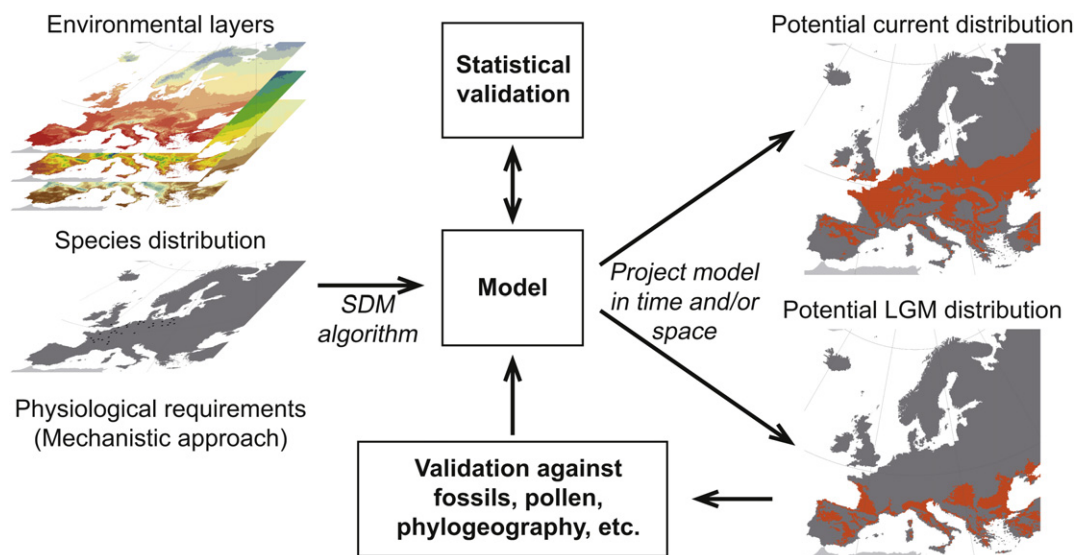 Environmental layers
Species distribution
Physiological requirements
(Mechanistic approach)
SDM
algorithm
Statistical
validation
Model
Validation against
fossils, pollen,
phylogeography, etc.
Project model
in time and/or
space
Potential current distribution
Potential LGM distribution